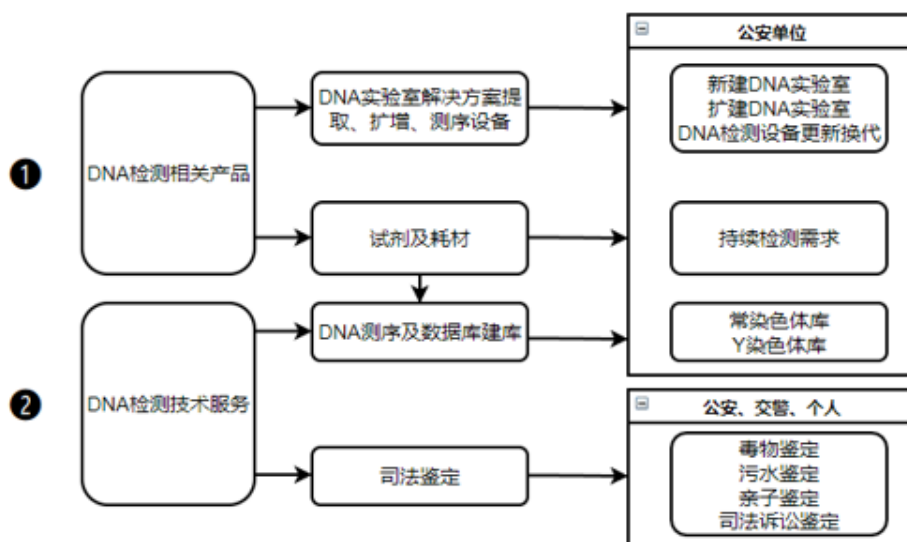 公安单位
DNA实验室解决方案提
取、扩增、测序设备
新建DNA实验室
扩建DNA实验室
DNA检测设备更新换代
1
DNA检测相关产品
试剂及耗材
持续检测需求
DNA测序及数据库建库
常染色体库
Y染色体库
2
DNA检测技术服务
公安、交警、个人
司法鉴定
毒物鉴定
污水鉴定
亲子鉴定
司法诉讼鉴定